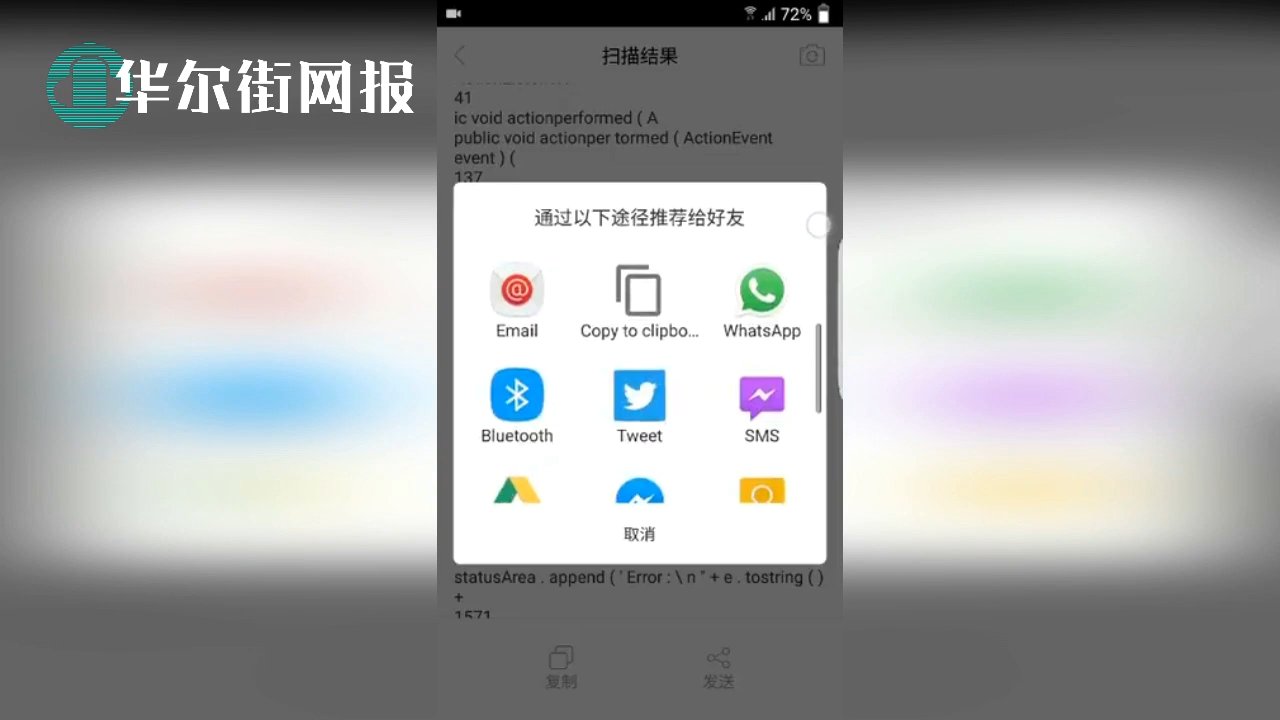 72%
华尔街网报
扫描结果
41
ic void actionperformed ( A
public void actionper tormed ( ActionEvent
event ) (
137
通过以下途径推荐给好友
Email
Copy to clipbo...
WhatsApp
Bluetooth
Tweet
SMS
取消
statusArea . append ( ' Error : \ n " + e . tostring ( )
+
1571
复制
发送